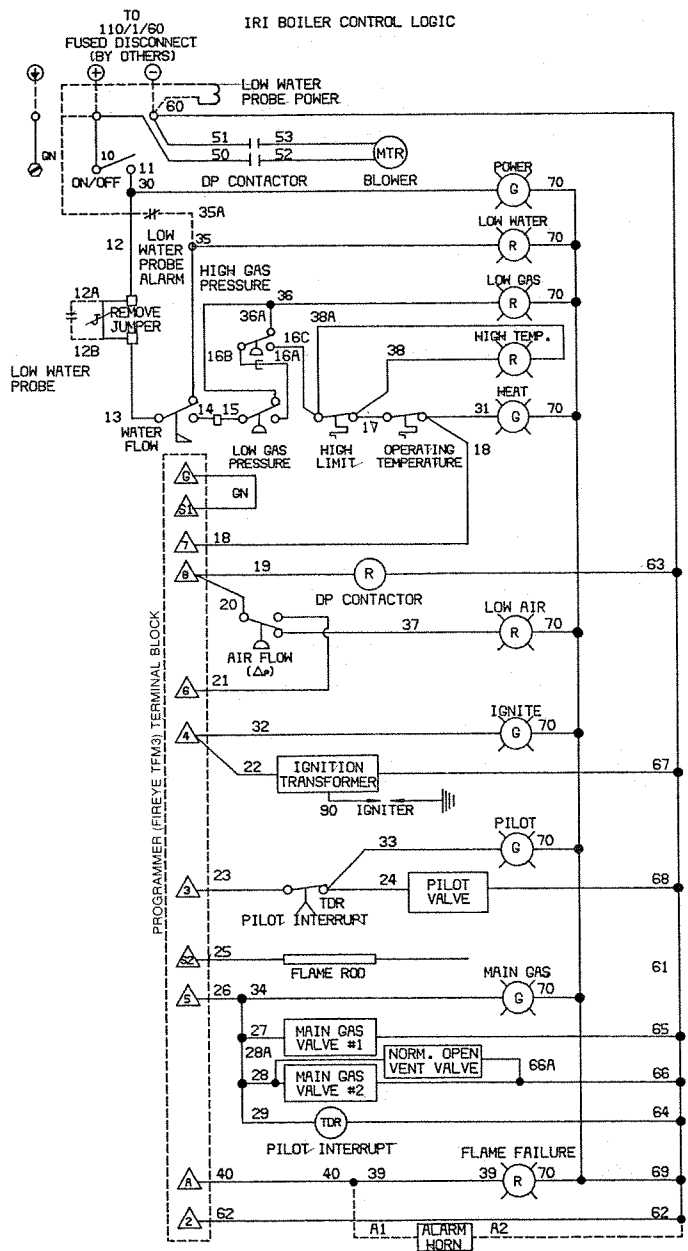 TO
110/1/60
FUSED DISCONNECT
(BY OTHERS)
IRI BOILER CONTROL LOGIC
+
−
LOW WATER
PROBE POWER
60
GN
10
11
ON/OFF
30
51
53
50
52
DP CONTACTOR
MTR
BLOWER
POWER
G
70
35A
LOW WATER
12
LOW
WATER
PROBE
ALARM
35
R
70
HIGH GAS
PRESSURE
LOW GAS
12A
36
R
70
REMOVE
JUMPER
36A
38A
16C
HIGH TEMP.
12B
16B
16A
38
R
LOW WATER
PROBE
HEAT
13
14
15
17
31
G
70
WATER
FLOW
LOW GAS
PRESSURE
HIGH
LIMIT
OPERATING
TEMPERATURE
18
G
GN
S1
7
18
8
19
R
63
DP CONTACTOR
20
LOW AIR
37
R
70
AIR FLOW
(ΔP)
6
21
PROGRAMMER (FIREYE TFM3) TERMINAL BLOCK
IGNITE
4
32
G
70
22
IGNITION
TRANSFORMER
67
90
IGNITER
PILOT
33
G
70
3
23
24
PILOT
VALVE
68
TDR
PILOT INTERRUPT
S2
25
FLAME ROD
61
MAIN GAS
5
26
34
G
70
27
MAIN GAS
VALVE #1
65
28A
NORM. OPEN
VENT VALVE
66A
28
MAIN GAS
VALVE #2
66
29
TDR
64
PILOT INTERRUPT
FLAME FAILURE
A
40
40
39
39
R
70
69
2
62
62
A1
ALARM
HORN
A2